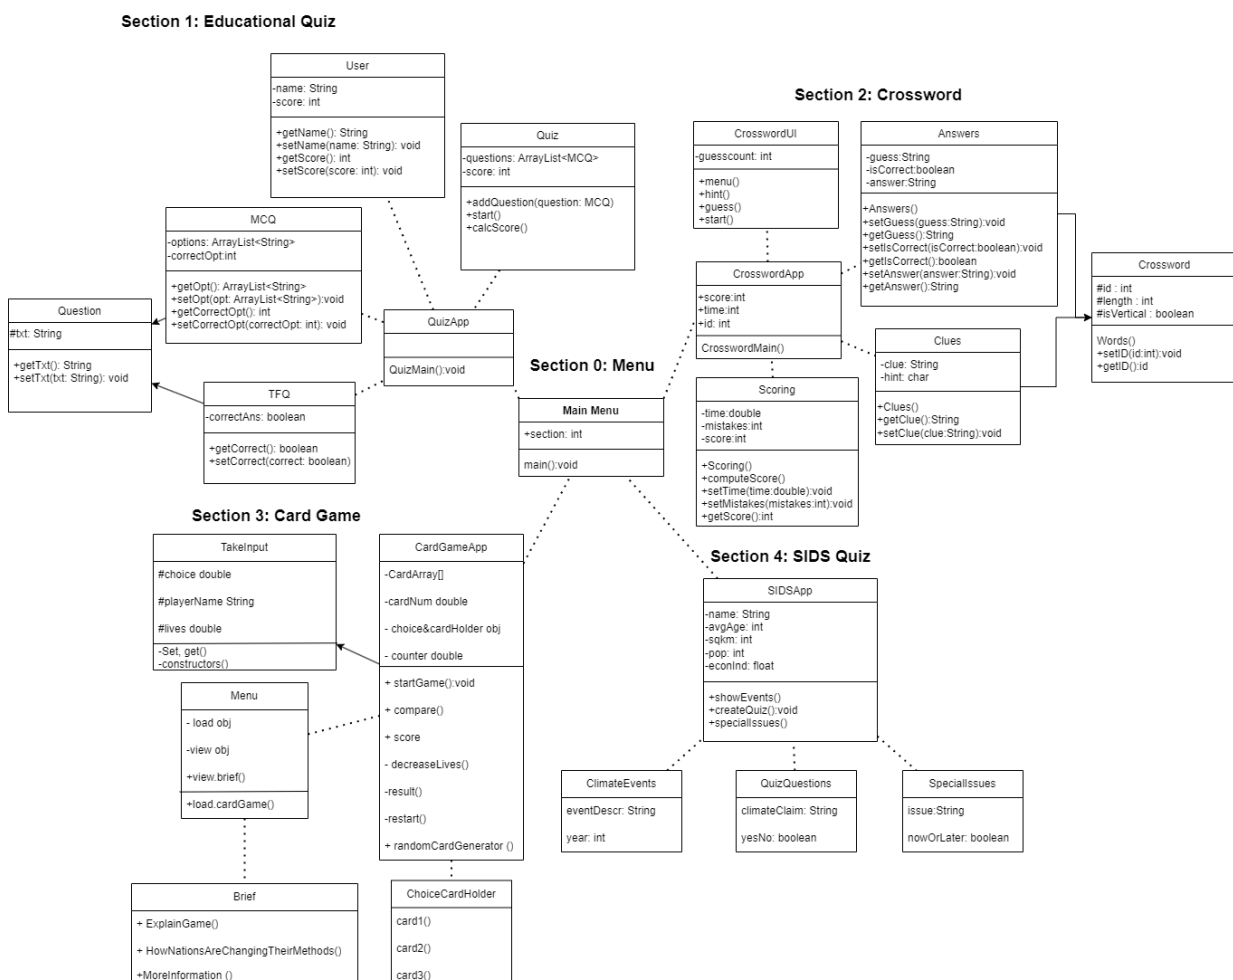 Section 1: Educational Quiz
User
-name: String
-score: int
+getName(): String
+setName(name: String): void
+getScore(): int
+setScore(score: int): void
Quiz
-questions: ArrayList<MCQ>
-score: int
+addQuestion(question: MCQ)
+start()
+calcScore()
MCQ
-options: ArrayList<String>
-correctOpt:int
+getOpt(): ArrayList<String>
+setOpt(opt: ArrayList<String>):void
+getCorrectOpt(): int
+setCorrectOpt(correctOpt: int): void
Question
#txt: String
+getTxt(): String
+setTxt(txt: String): void
QuizApp
QuizMain():void
TFQ
-correctAns: boolean
+getCorrect(): boolean
+setCorrect(correct: boolean)
Section 2: Crossword
CrosswordUI
-guesscount: int
+menu()
+hint()
+guess()
+start()
Answers
-guess:String
-isCorrect:boolean
-answer:String
+Answers()
+setGuess(guess:String):void
+getGuess():String
+setIsCorrect(isCorrect:boolean):void
+getIsCorrect():boolean
+setAnswer(answer:String):void
+getAnswer():String
CrosswordApp
+score:int
+time:int
+id: int
CrosswordMain()
Crossword
#id : int
#length : int
#isVertical : boolean
Words()
+setID(id:int):void
+getID():id
Clues
-clue: String
-hint: char
+Clues()
+getClue():String
+setClue(clue:String):void
Scoring
-time:double
-mistakes:int
-score:int
+Scoring()
+computeScore()
+setTime(time:double):void
+setMistakes(mistakes:int):void
+getScore():int
Section 0: Menu
Main Menu
+section: int
main():void
Section 3: Card Game
TakeInput
#choice double
#playerName String
#lives double
-Set, get()
-constructors()
CardGameApp
-CardArray[]
-cardNum double
- choice&cardHolder obj
- counter double
+ startGame():void
+ compare()
+ score
- decreaseLives()
-result()
-restart()
+ randomCardGenerator ()
Menu
- load obj
-view obj
+view.brief()
+load.cardGame()
Brief
+ ExplainGame()
+ HowNationsAreChangingTheirMethods()
+MoreInformation ()
ChoiceCardHolder
card1()
card2()
card3()
Section 4: SIDS Quiz
SIDSApp
-name: String
-avgAge: int
-sqkm: int
-pop: int
-econInd: float
+showEvents()
+createQuiz():void
+specialIssues()
ClimateEvents
eventDescr: String
year: int
QuizQuestions
climateClaim: String
yesNo: boolean
SpecialIssues
issue:String
nowOrLater: boolean